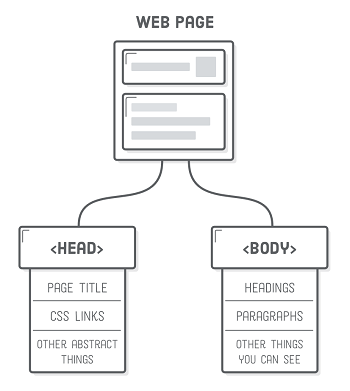 WEB PAGE
<HEAD>
PAGE TITLE
CSS LINKS
OTHER ABSTRACT
THINGS
<BODY>
HEADINGS
PARAGRAPHS
OTHER THINGS
YOU CAN SEE